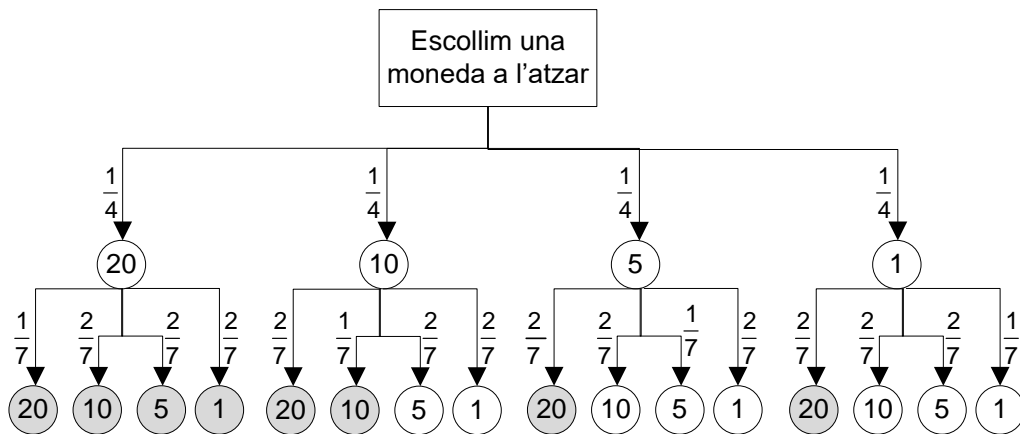 Escollim una
moneda a l'atzar
1/4 1/4 1/4 1/4
20 10 5 1
1/7 2/7 2/7 2/7 2/7 1/7 2/7 2/7 2/7 2/7 1/7 2/7 2/7 2/7 2/7 1/7
20 10 5 1 20 10 5 1 20 10 5 1 20 10 5 1